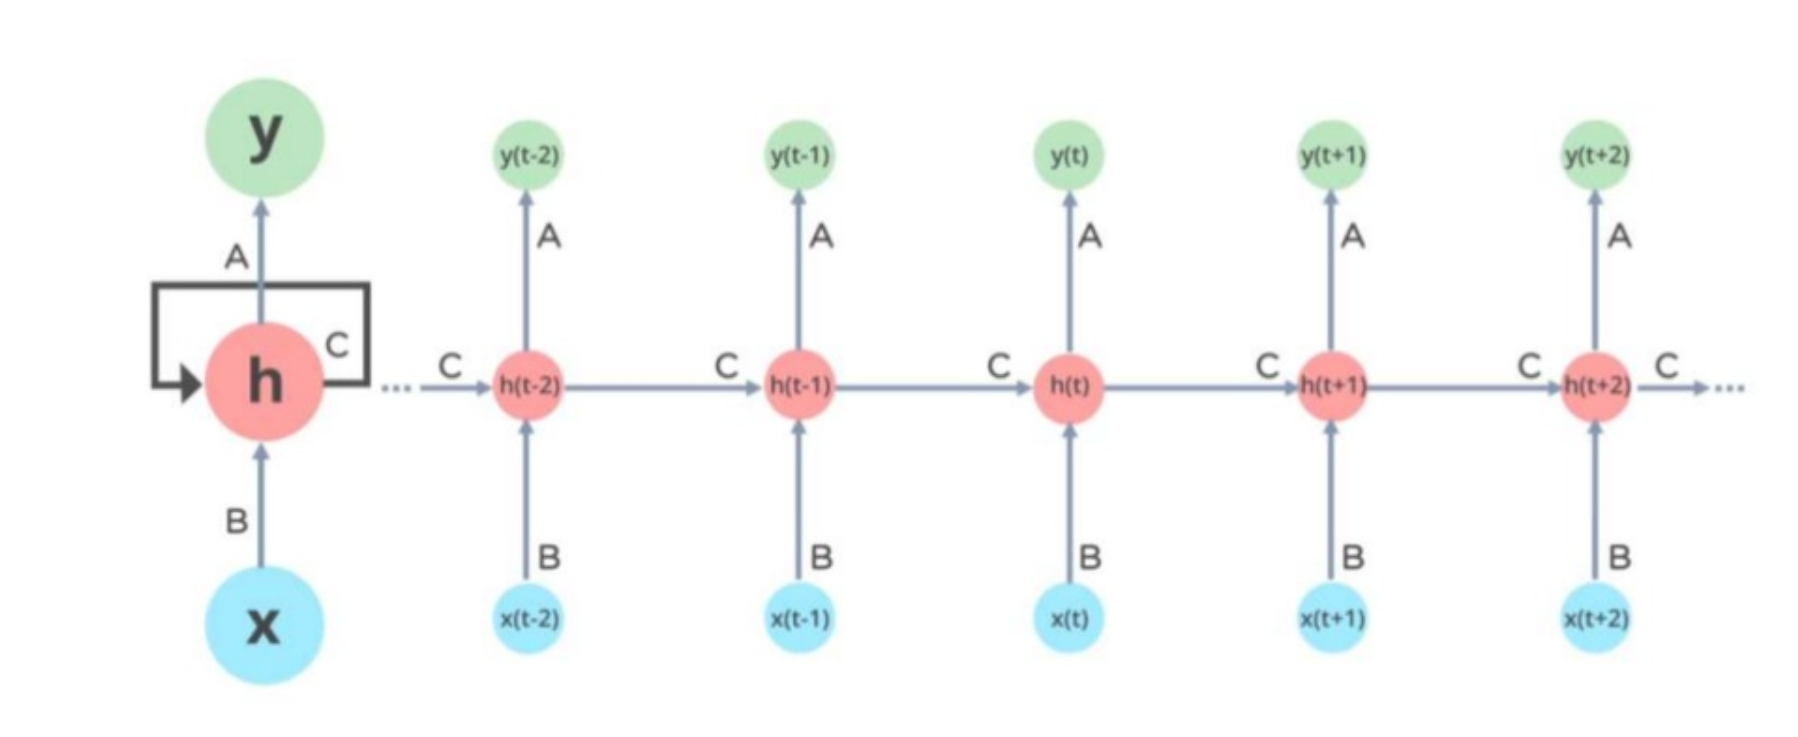 y
y(t-2) y(t-1) y(t) y(t+1) y(t+2)
A A A A A A
C
h
... C h(t-2) C h(t-1) C h(t) C h(t+1) C h(t+2) C ...
B B B B B B
x
x(t-2) x(t-1) x(t) x(t+1) x(t+2)